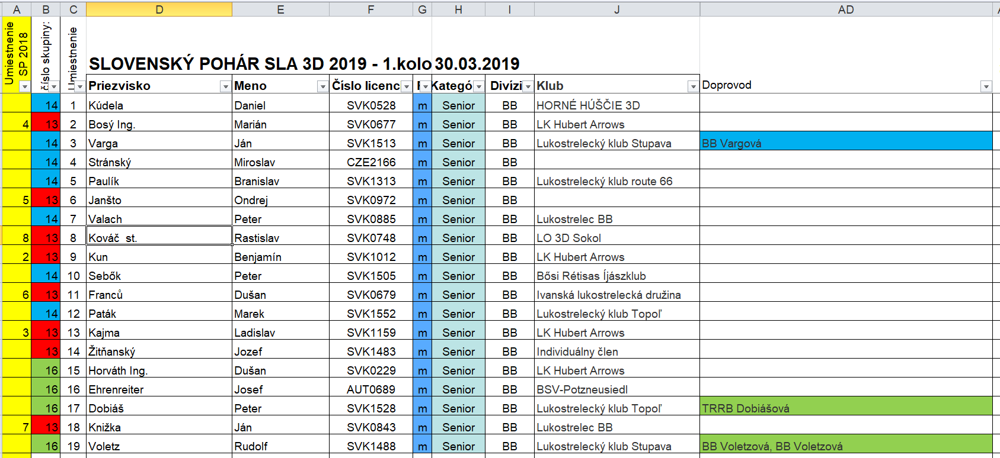 A B C D E F G H I J AD
Umiestnenie SP 2018
číslo skupiny:
Umiestnenie
SLOVENSKÝ POHÁR SLA 3D 2019 - 1.kolo 30.03.2019
Priezvisko Meno Číslo licenc Kategó Divízi Klub Doprovod
14 1 Kúdela Daniel SVK0528 m Senior BB HORNÉ HÚŠČIE 3D
4 13 2 Bosý Ing. Marián SVK0677 m Senior BB LK Hubert Arrows
14 3 Varga Ján SVK1513 m Senior BB Lukostrelecký klub Stupava BB Vargová
14 4 Stránský Miroslav CZE2166 m Senior BB
14 5 Paulík Branislav SVK1313 m Senior BB Lukostrelecký klub route 66
5 13 6 Janšto Ondrej SVK0972 m Senior BB
14 7 Valach Peter SVK0885 m Senior BB Lukostrelec BB
8 13 8 Kováč st. Rastislav SVK0748 m Senior BB LO 3D Sokol
2 13 9 Kun Benjamín SVK1012 m Senior BB LK Hubert Arrows
14 10 Sebők Peter SVK1505 m Senior BB Bősi Rétisas Íjászklub
6 13 11 Franců Dušan SVK0679 m Senior BB Ivanská lukostrelecká družina
14 12 Paták Marek SVK1552 m Senior BB Lukostrelecký klub Topoľ
3 13 13 Kajma Ladislav SVK1159 m Senior BB LK Hubert Arrows
13 14 Žitňanský Jozef SVK1483 m Senior BB Individuálny člen
16 15 Horváth Ing. Dušan SVK0229 m Senior BB LK Hubert Arrows
16 16 Ehrenreiter Josef AUT0689 m Senior BB BSV-Potzneusiedl
16 17 Dobiáš Peter SVK1528 m Senior BB Lukostrelecký klub Topoľ TRRB Dobiášová
7 13 18 Knižka Ján SVK0843 m Senior BB Lukostrelec BB
16 19 Voletz Rudolf SVK1488 m Senior BB Lukostrelecký klub Stupava BB Voletzová, BB Voletzová